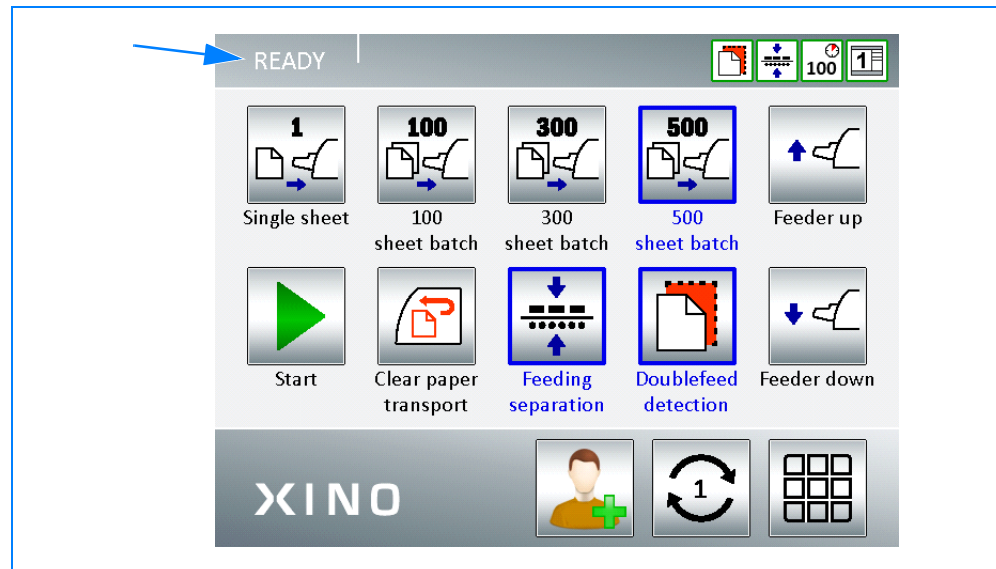 READY
100
1
1
100
300
500
Single sheet
100
sheet batch
300
sheet batch
500
sheet batch
Feeder up
Start
Clear paper
transport
Feeding
separation
Doublefeed
detection
Feeder down
XINO
1